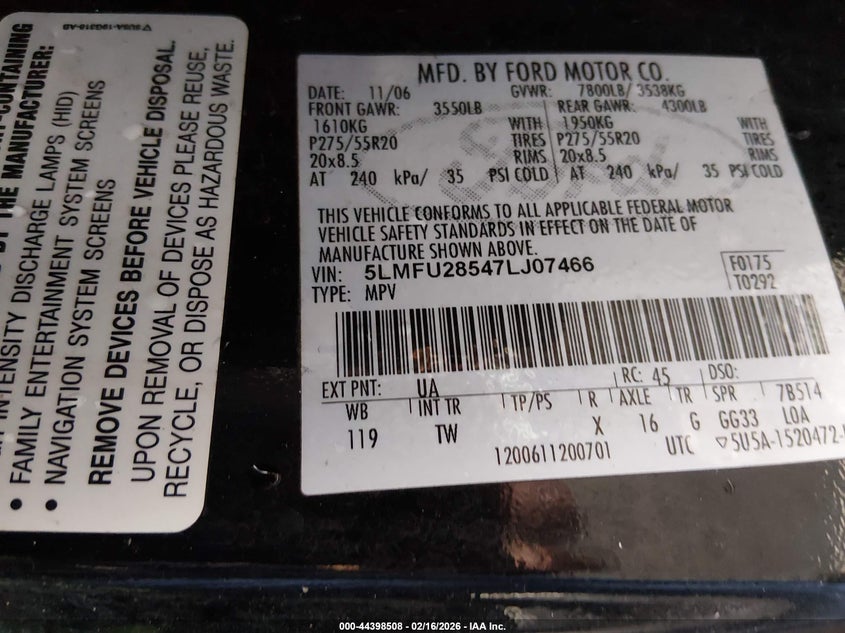 5U5A-19G318-AB
THE MANUFACTURER:
INTENSITY DISCHARGE LAMPS (HID)
• FAMILY ENTERTAINMENT SYSTEM SCREENS
• NAVIGATION SYSTEM SCREENS
REMOVE DEVICES BEFORE VEHICLE DISPOSAL.
UPON REMOVAL OF DEVICES PLEASE REUSE,
RECYCLE, OR DISPOSE AS HAZARDOUS WASTE.
MFD. BY FORD MOTOR CO.
DATE: 11/06 GVWR: 7800LB/ 3538KG
FRONT GAWR: 3550LB REAR GAWR: 4300LB
1610KG WITH 1950KG WITH
P275/55R20 TIRES P275/55R20 TIRES
20x8.5 RIMS 20x8.5 RIMS
AT 240 kPa/ 35 PSI COLD AT 240 kPa/ 35 PSI COLD
THIS VEHICLE CONFORMS TO ALL APPLICABLE FEDERAL MOTOR
VEHICLE SAFETY STANDARDS IN EFFECT ON THE DATE OF
MANUFACTURE SHOWN ABOVE.
VIN: 5LMFU28547LJ07466 F0175
TYPE: MPV T0292
EXT PNT: UA RC: 45 DSO:
WB INT TR TP/PS R AXLE TR SPR 7B514
119 TW X 16 G GG33 LOA
1200611200701 UTC 5U5A-1520472-
000-44398508 - 02/16/2026 - IAA Inc.